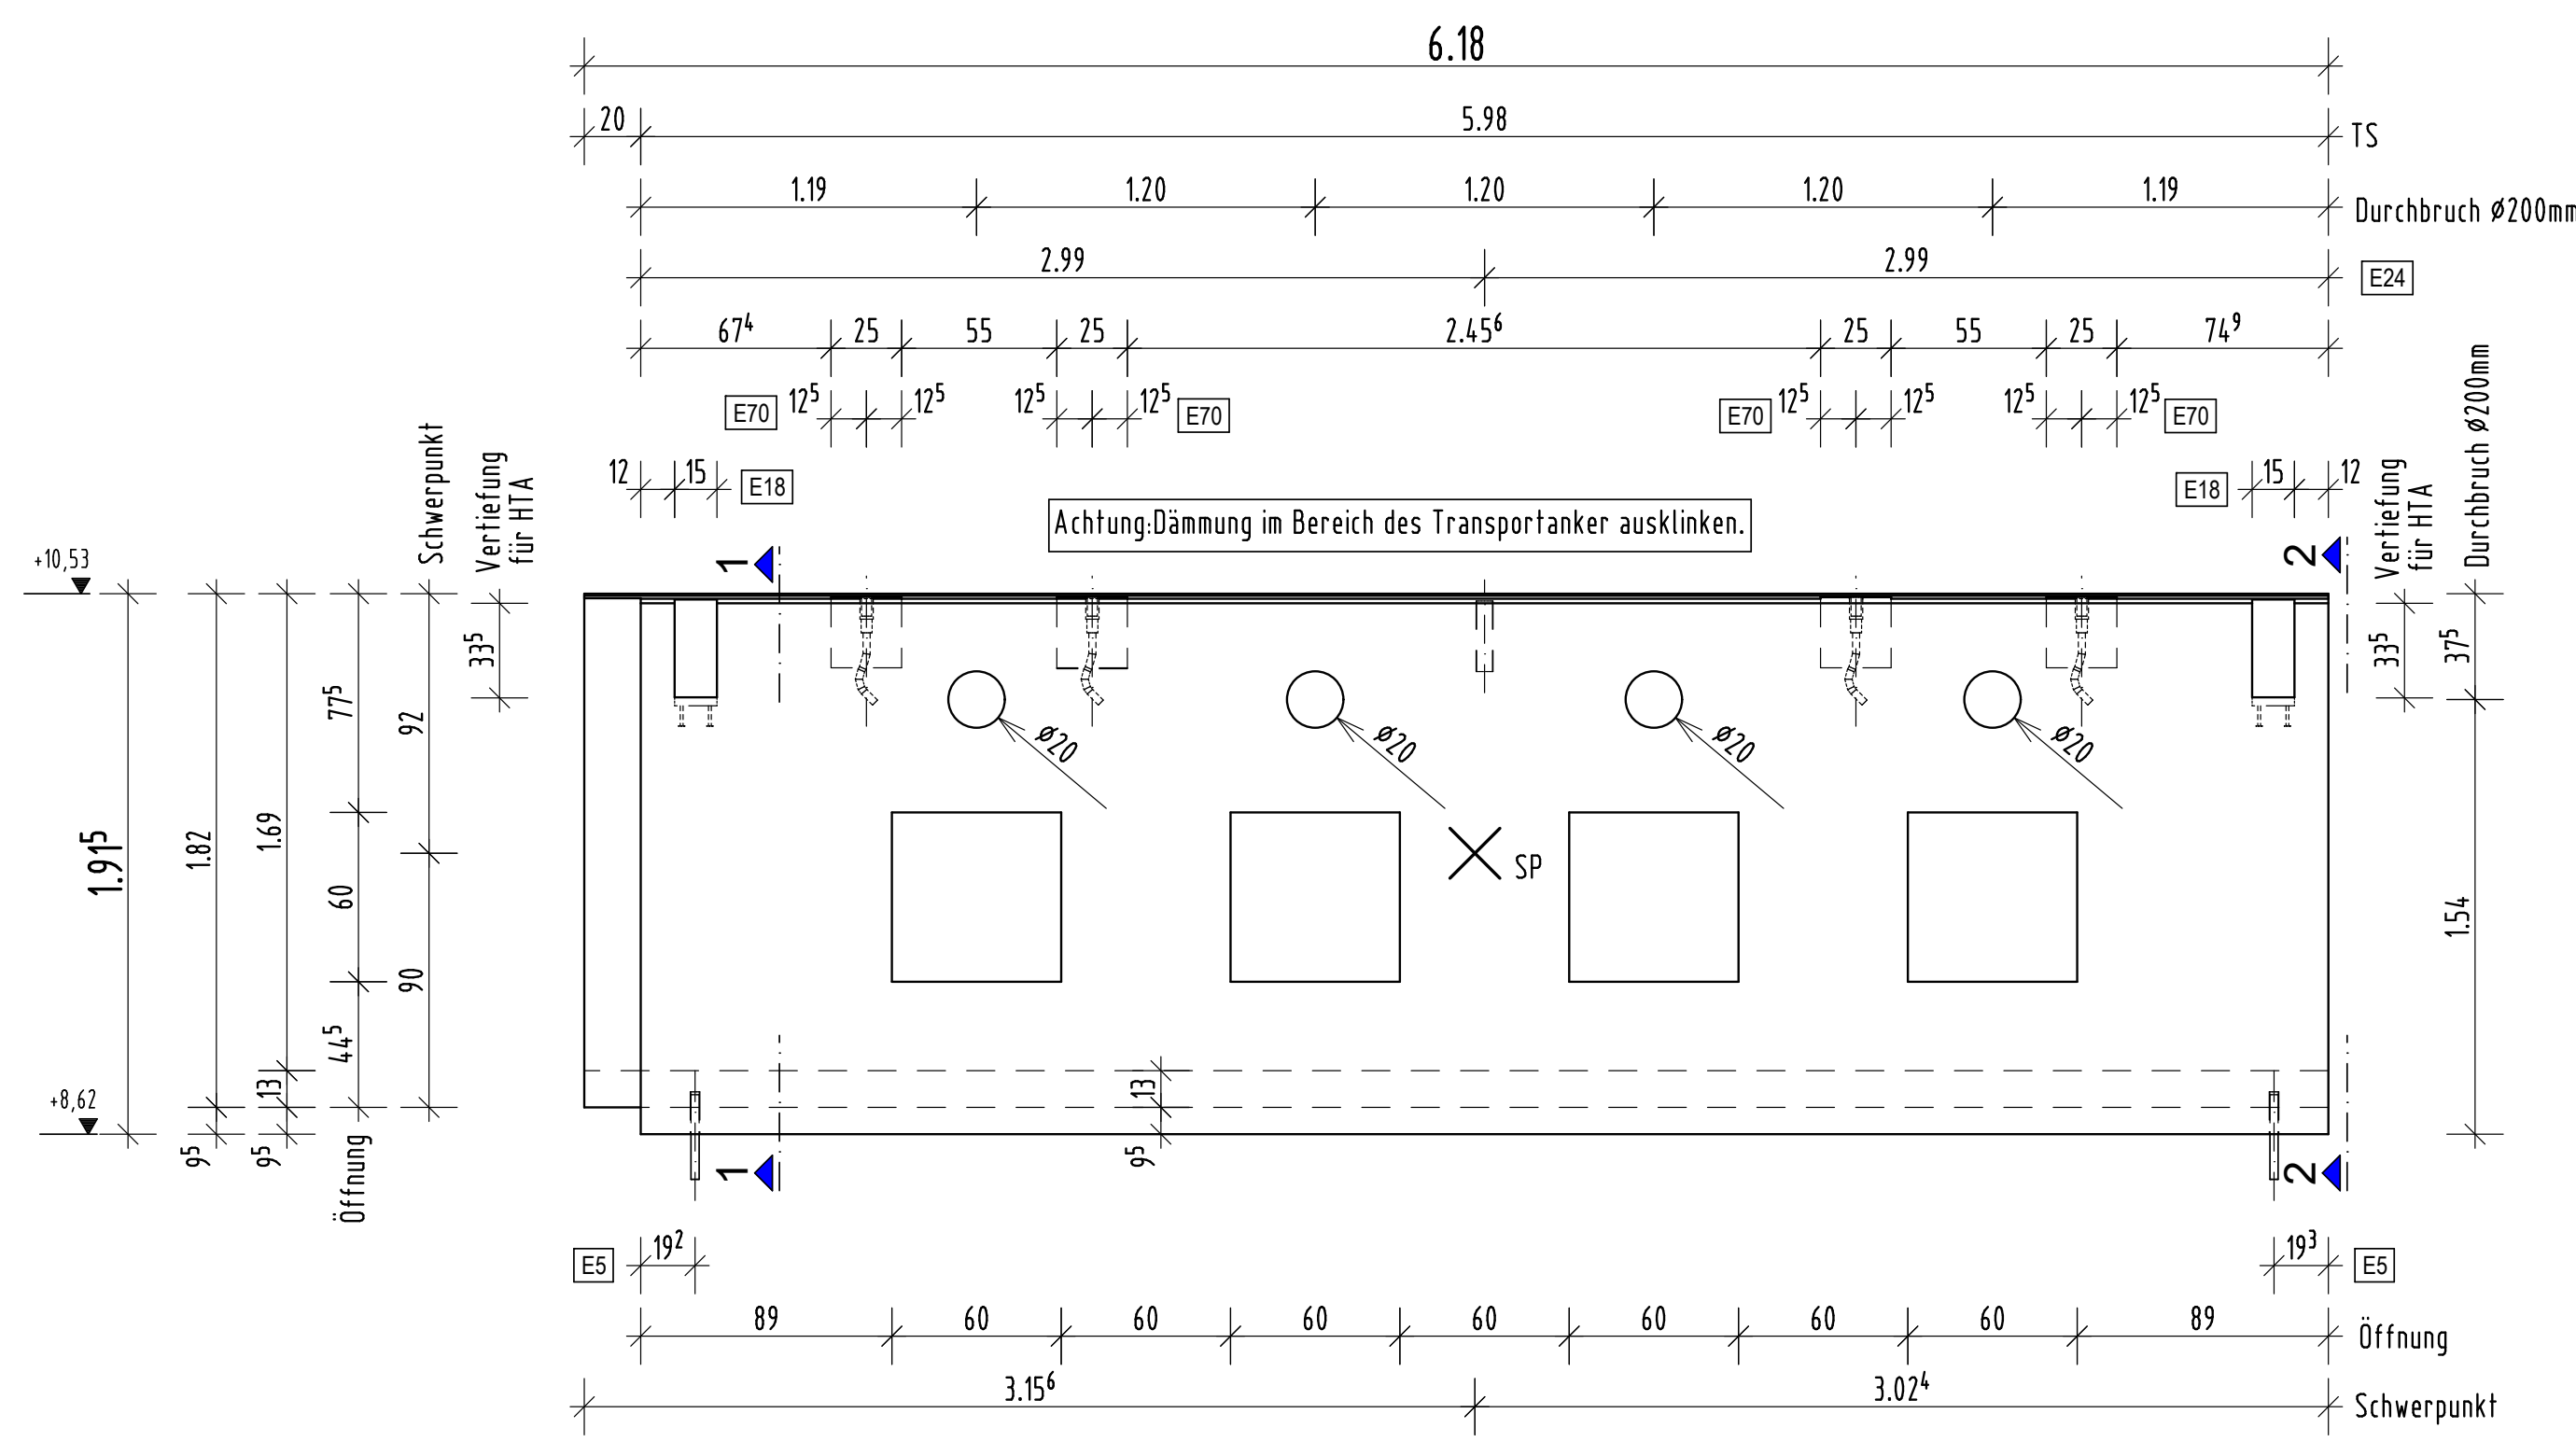 6.18
20 5.98 TS
1.19 1.20 1.20 1.20 1.19 Durchbruch Ø200mm
2.99 2.99 E24
67⁴ 25 55 25 2.45⁶ 25 55 25 74⁹
E70 12⁵ 12⁵ 12⁵ 12⁵ E70 E70 12⁵ 12⁵ 12⁵ 12⁵ E70
12 15 E18 E18 15 12
Schwerpunkt
Vertiefung
für HTA
Vertiefung
für HTA
Durchbruch Ø200mm
Achtung:Dämmung im Bereich des Transportanker ausklinken.
1 2
+10,53
33⁵ 33⁵ 37⁵
77⁵ 92
Ø20 Ø20 Ø20 Ø20
1.91⁵ 1.82 1.69 60 90 1.54
SP
44⁵ 13 13
+8,62
9⁵ 9⁵ 9⁵
Öffnung
1 2
E5 19² 19³ E5
89 60 60 60 60 60 60 60 89 Öffnung
3.15⁶ 3.02⁴ Schwerpunkt